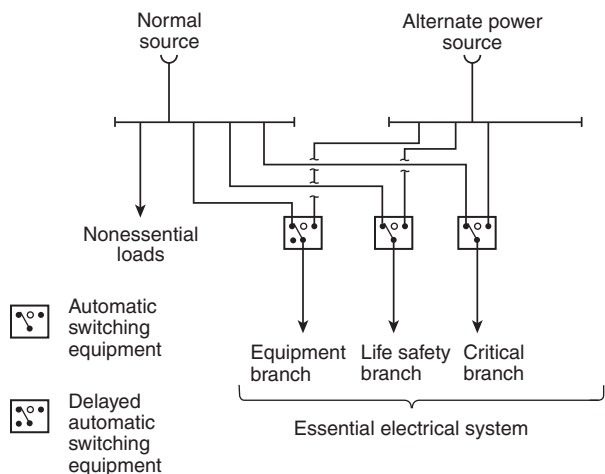 Normal
source
Alternate power
source
Nonessential
loads
Automatic
switching
equipment
Equipment
branch
Life safety
branch
Critical
branch
Delayed
automatic
switching
equipment
Essential electrical system